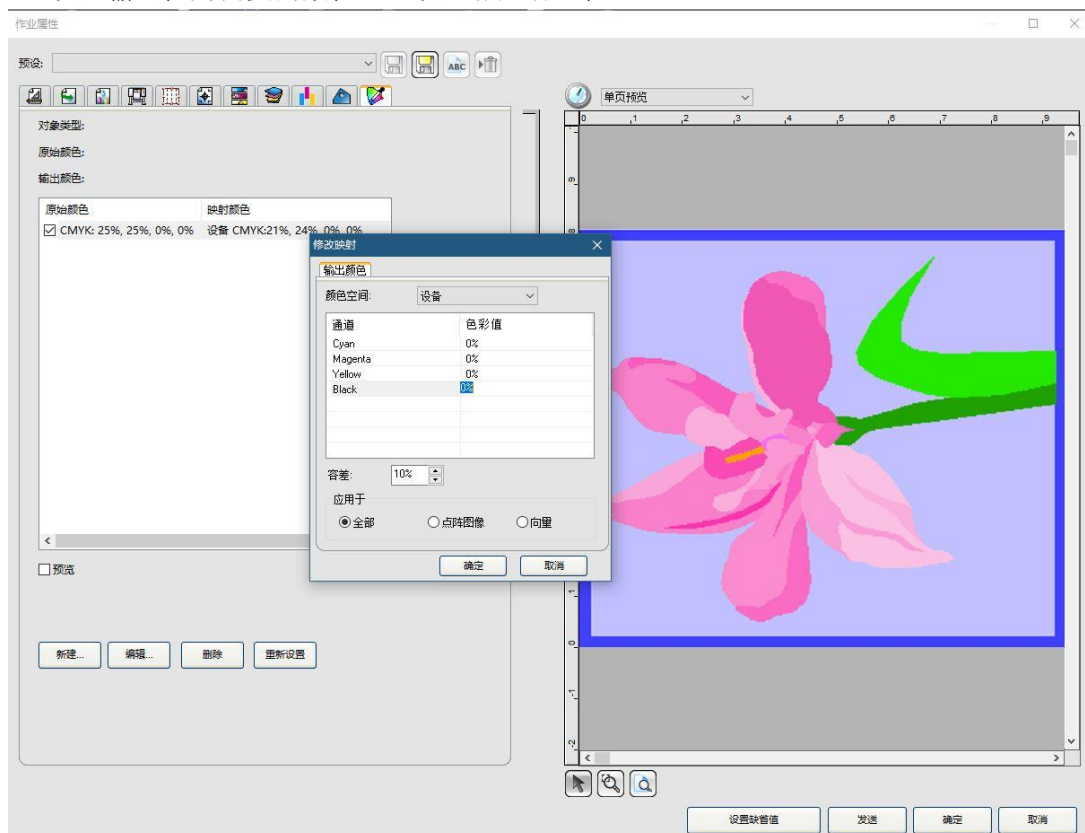 作业属性
预设:
ABC
单页预览
对象类型:
原始颜色:
输出颜色:
原始颜色 映射颜色
CMYK: 25%, 25%, 0%, 0% 设备 CMYK:21%, 24%, 0%, 0%
修改映射
输出颜色
颜色空间: 设备
通道 色彩值
Cyan 0%
Magenta 0%
Yellow 0%
Black 0%
容差: 10%
应用于
全部 点阵图像 向量
确定 取消
预览
新建... 编辑... 删除 重新设置
0 1 2 3 4 5 6 7 8 9
设置缺省值 发送 确定 取消